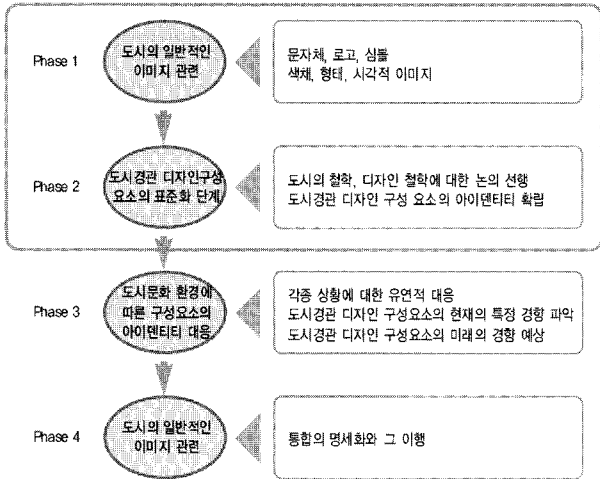 Phase 1
도시의 일반적인
이미지 관련
문자체, 로고, 심볼
색채, 형태, 시각적 이미지
Phase 2
도시경관 디자인구성
요소의 표준화 단계
도시의 철학, 디자인 철학에 대한 논의 선행
도시경관 디자인 구성 요소의 아이덴티티 확립
Phase 3
도시문화 환경에
따른 구성요소의
아이덴티티 대응
각종 상황에 대한 유연적 대응
도시경관 디자인 구성요소의 현재의 특정 경향 파악
도시경관 디자인 구성요소의 미래의 경향 예상
Phase 4
도시의 일반적인
이미지 관련
통합의 명세화와 그 이행